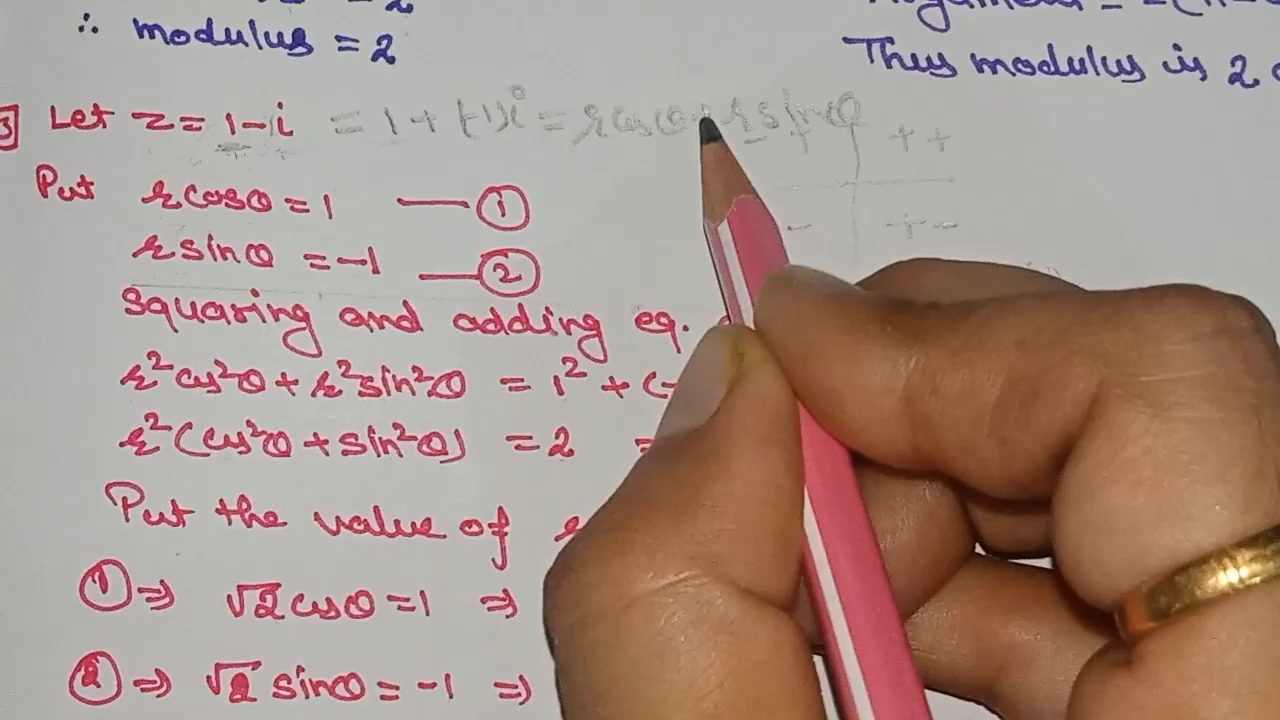 = 2
∴ modulus = 2
Thus modulus is 2
3 Let z = 1-i = 1 + (-1)i = rcosθ + r sinθ
+ +
Put rcosθ = 1 — ①
- + -
rsinθ = -1 — ②
Squaring and adding eq.
r²cos²θ + r²sin²θ = 1² + (-
r²(cos²θ + sin²θ) = 2 =
Put the value of r
① ⇒ √2 cosθ = 1 ⇒
② ⇒ √2 sinθ = -1 ⇒